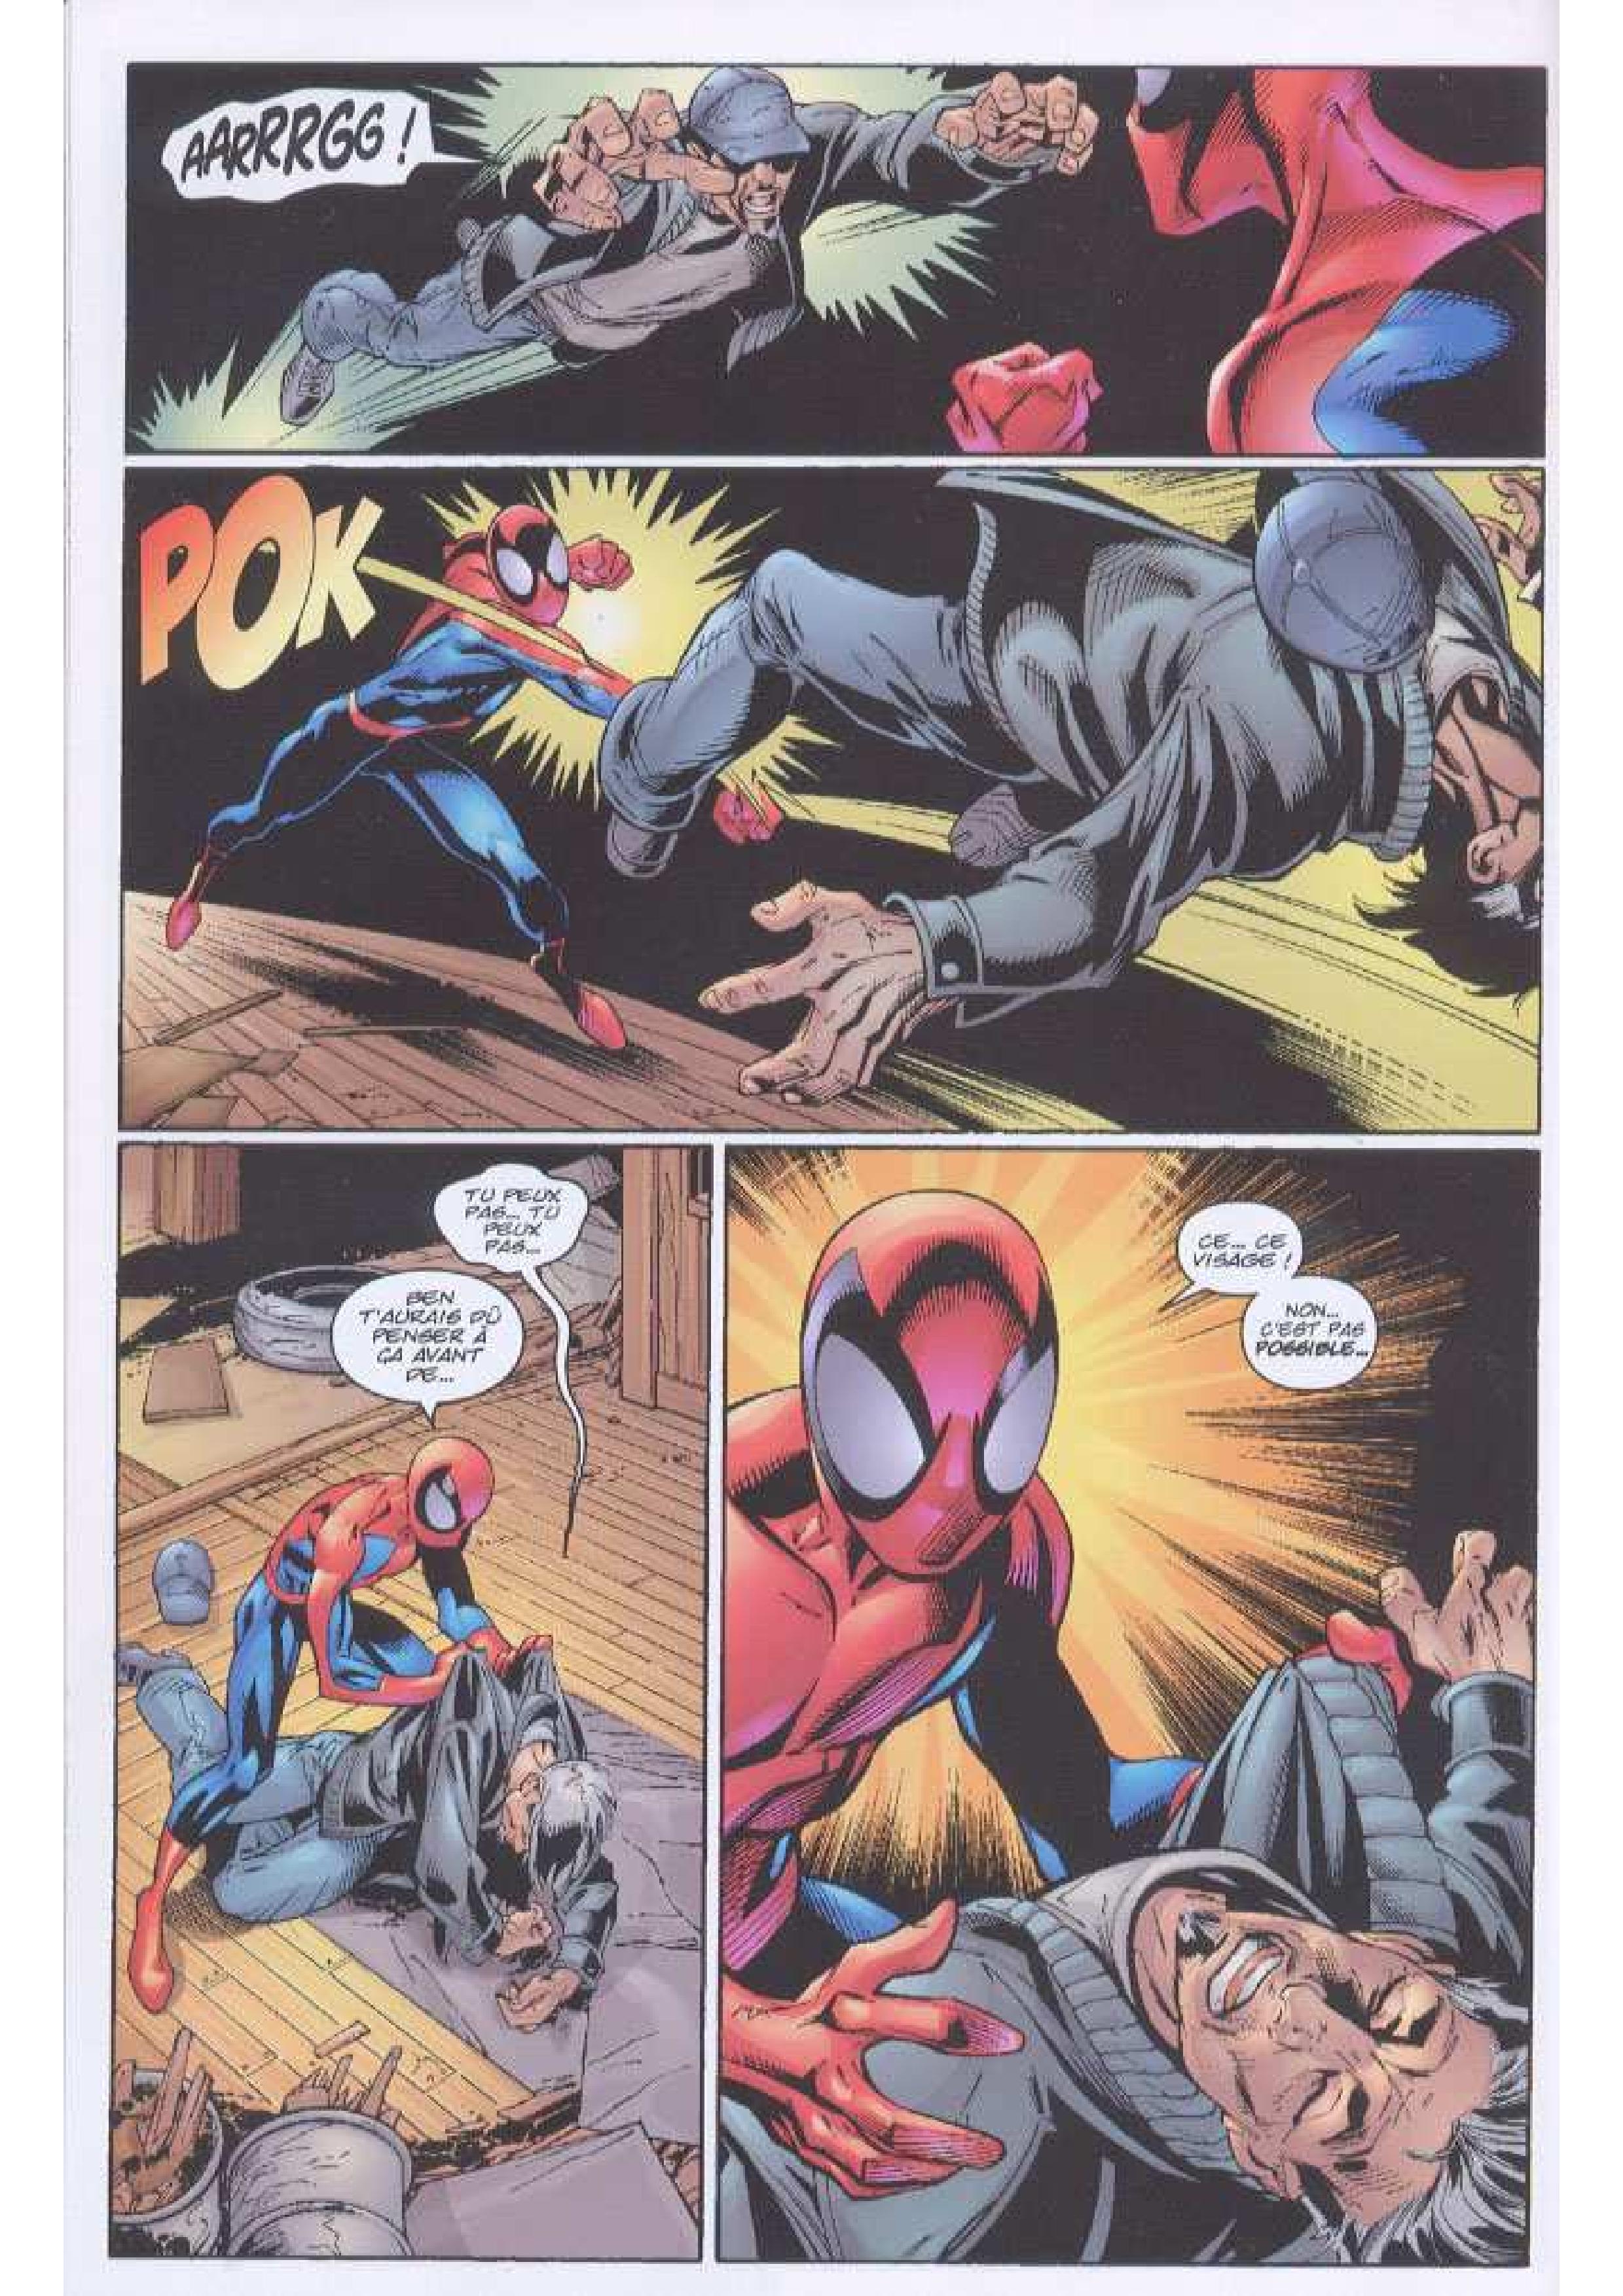 AARRRGG !
POK
TU PEUX
PAS... TU
PEUX
PAS...
BEN
T'AURAIS DÛ
PENSER À
ÇA AVANT
DE...
CE... CE
VISAGE !
NON...
C'EST PAS
POSSIBLE...